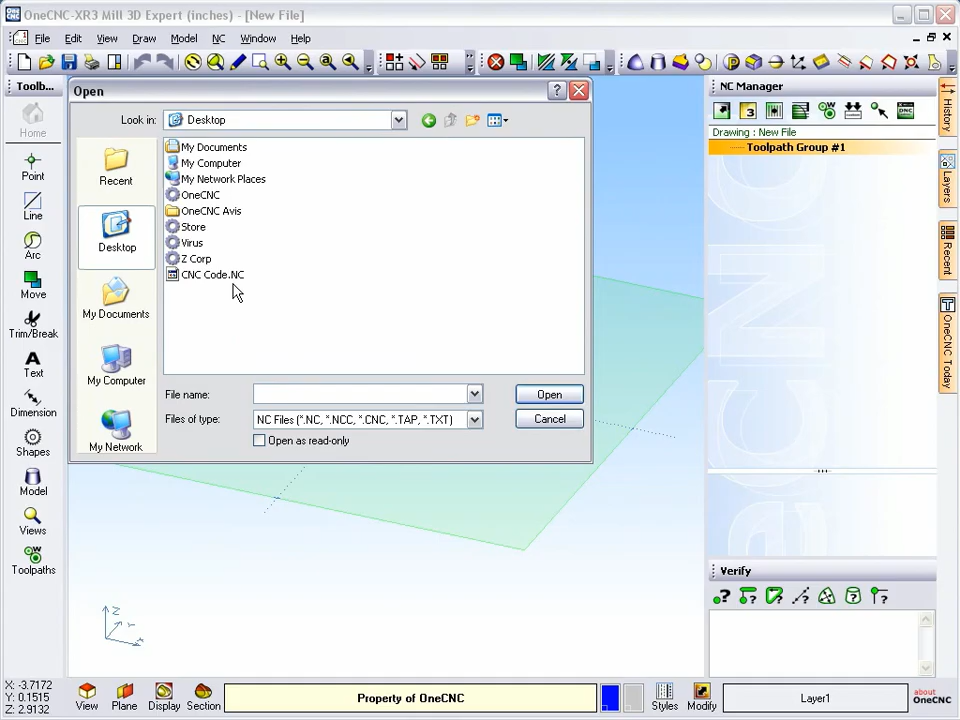 OneCNC-XR3 Mill 3D Expert (inches) - [New File]
File Edit View Draw Model NC Window Help
Toolb...
Home
Point
Line
Arc
Move
Trim/Break
Text
Dimension
Shapes
Model
Views
Toolpaths
Open
Look in: Desktop
Recent
Desktop
My Documents
My Computer
My Network
My Documents
My Computer
My Network Places
OneCNC
OneCNC Avis
Store
Virus
Z Corp
CNC Code.NC
File name: Open
Files of type: NC Files (*.NC, *.NCC, *.CNC, *.TAP, *.TXT) Cancel
Open as read-only
NC Manager
Drawing : New File
Toolpath Group #1
History
Layers
Recent
OneCNC Today
Verify
Z
Y
X
X: -3.7172
Y: 0.1515
Z: 2.9132
View Plane Display Section
Property of OneCNC
Styles Modify
Layer1
about
OneCNC